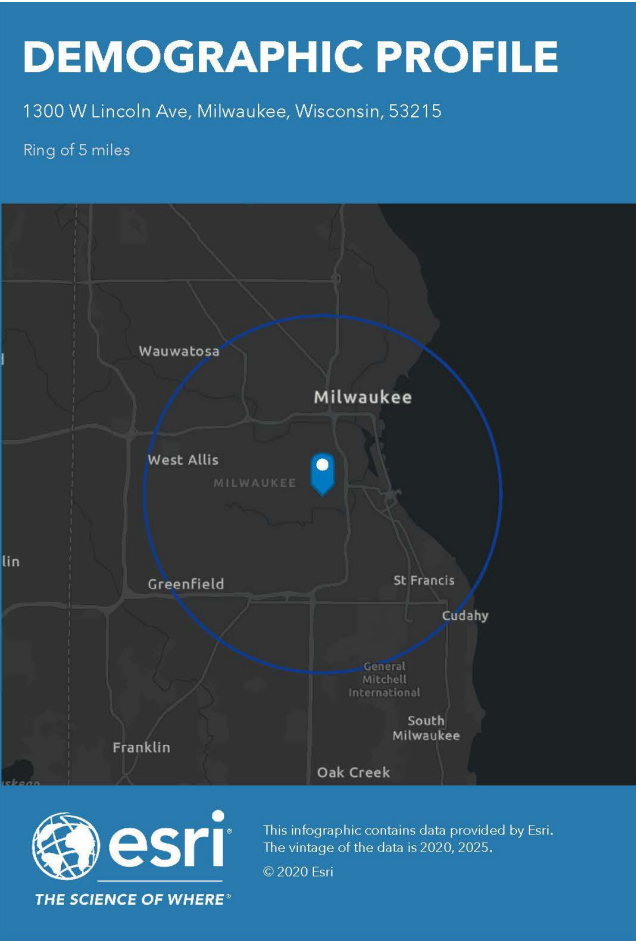 DEMOGRAPHIC PROFILE
1300 W Lincoln Ave, Milwaukee, Wisconsin, 53215
Ring of 5 miles
Wauwatosa
Milwaukee
West Allis
MILWAUKEE
lin
Greenfield
St Francis
Cudahy
General
Mitchell
International
South
Milwaukee
Franklin
Oak Creek
uskego
esri®
THE SCIENCE OF WHERE®
This infographic contains data provided by Esri.
The vintage of the data is 2020, 2025.
© 2020 Esri